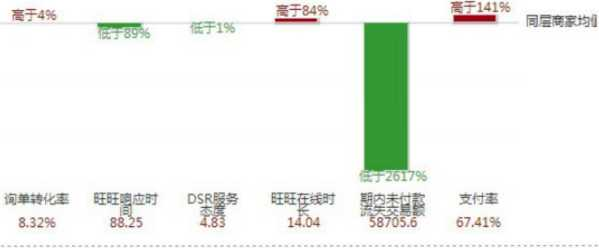 高于4%
低于89%
低于1%
高于84%
高于141%
同层商家均值
低于2617%
询单转化率
旺旺响应时
间
DSR服务
态度
旺旺在线时
长
期内未付款
流失交易额
支付率
8.32%
88.25
4.83
14.04
58705.6
67.41%